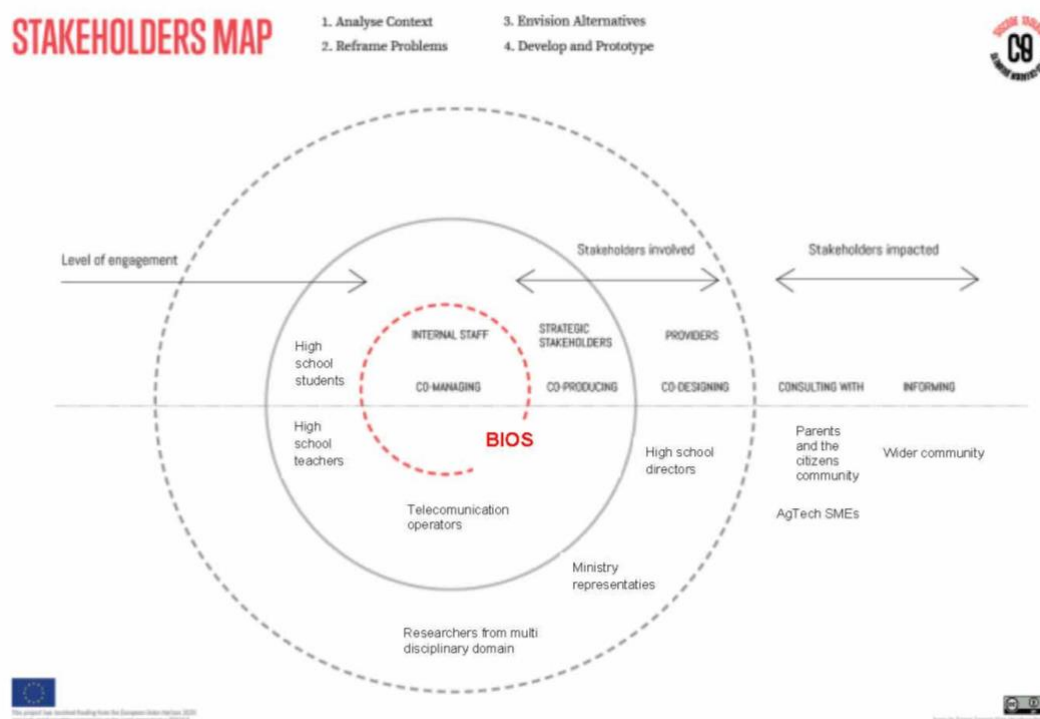 STAKEHOLDERS MAP
1. Analyse Context
2. Reframe Problems
3. Envision Alternatives
4. Develop and Prototype
CO
Level of engagement
Stakeholders involved
Stakeholders impacted
INTERNAL STAFF
STRATEGIC
STAKEHOLDERS
PROVIDERS
High
school
students
CO-MANAGING
CO-PRODUCING
CO-DESIGNING
CONSULTING WITH
INFORMING
High
school
teachers
BIOS
High school
directors
Parents
and the
citizens
community
Wider community
Telecomunication
operators
AgTech SMEs
Ministry
representaties
Researchers from multi
disciplinary domain